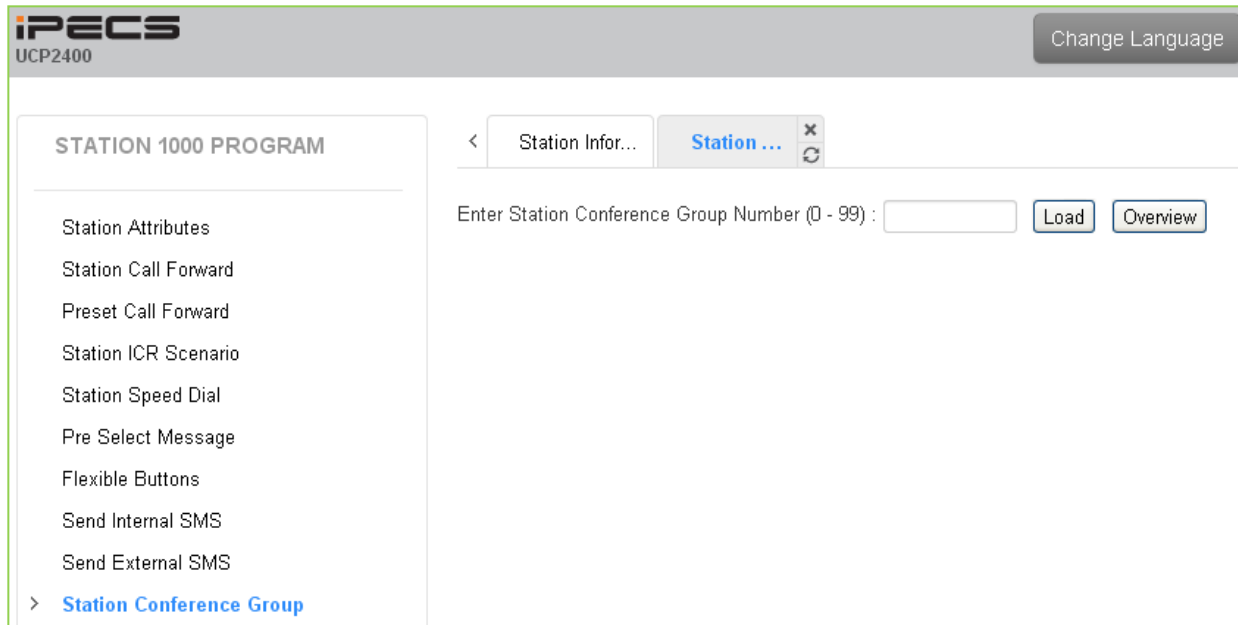 iPECS
UCP2400
Change Language
STATION 1000 PROGRAM
Station Attributes
Station Call Forward
Preset Call Forward
Station ICR Scenario
Station Speed Dial
Pre Select Message
Flexible Buttons
Send Internal SMS
Send External SMS
> Station Conference Group
< Station Infor... Station ... x
Enter Station Conference Group Number (0 - 99) : Load Overview